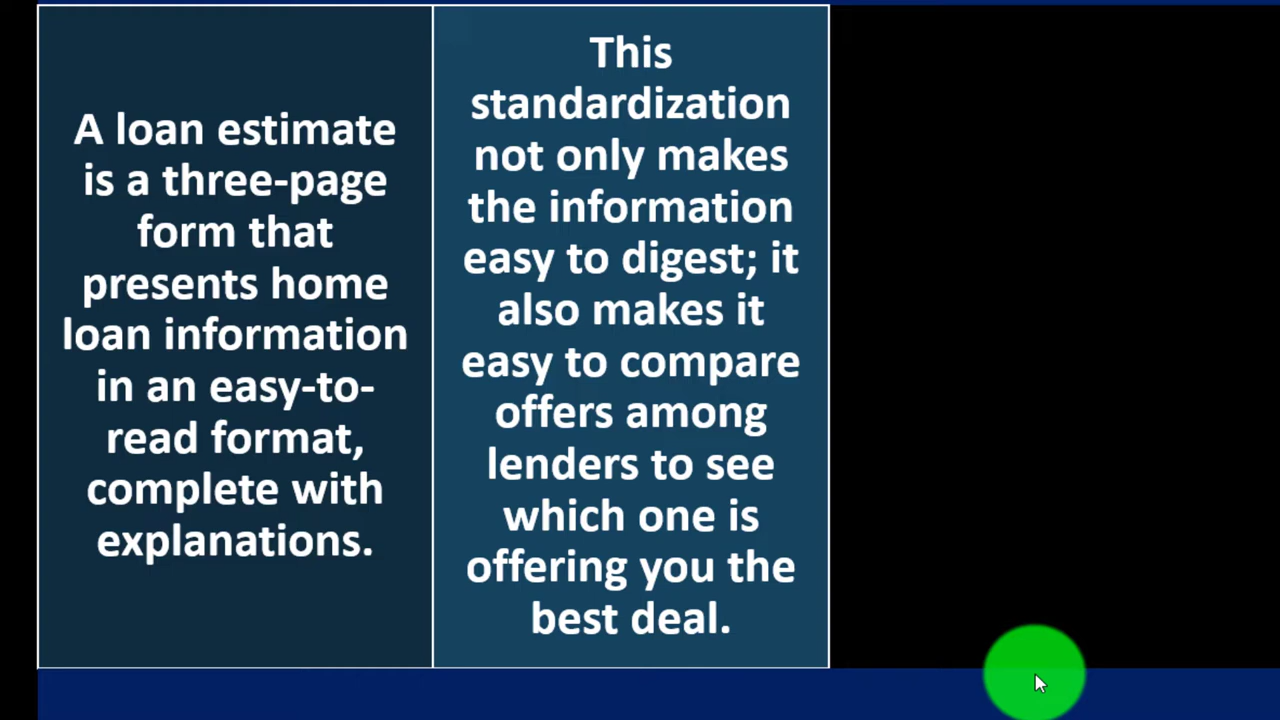 A loan estimate
is a three-page
form that
presents home
loan information
in an easy-to-
read format,
complete with
explanations.
This
standardization
not only makes
the information
easy to digest; it
also makes it
easy to compare
offers among
lenders to see
which one is
offering you the
best deal.